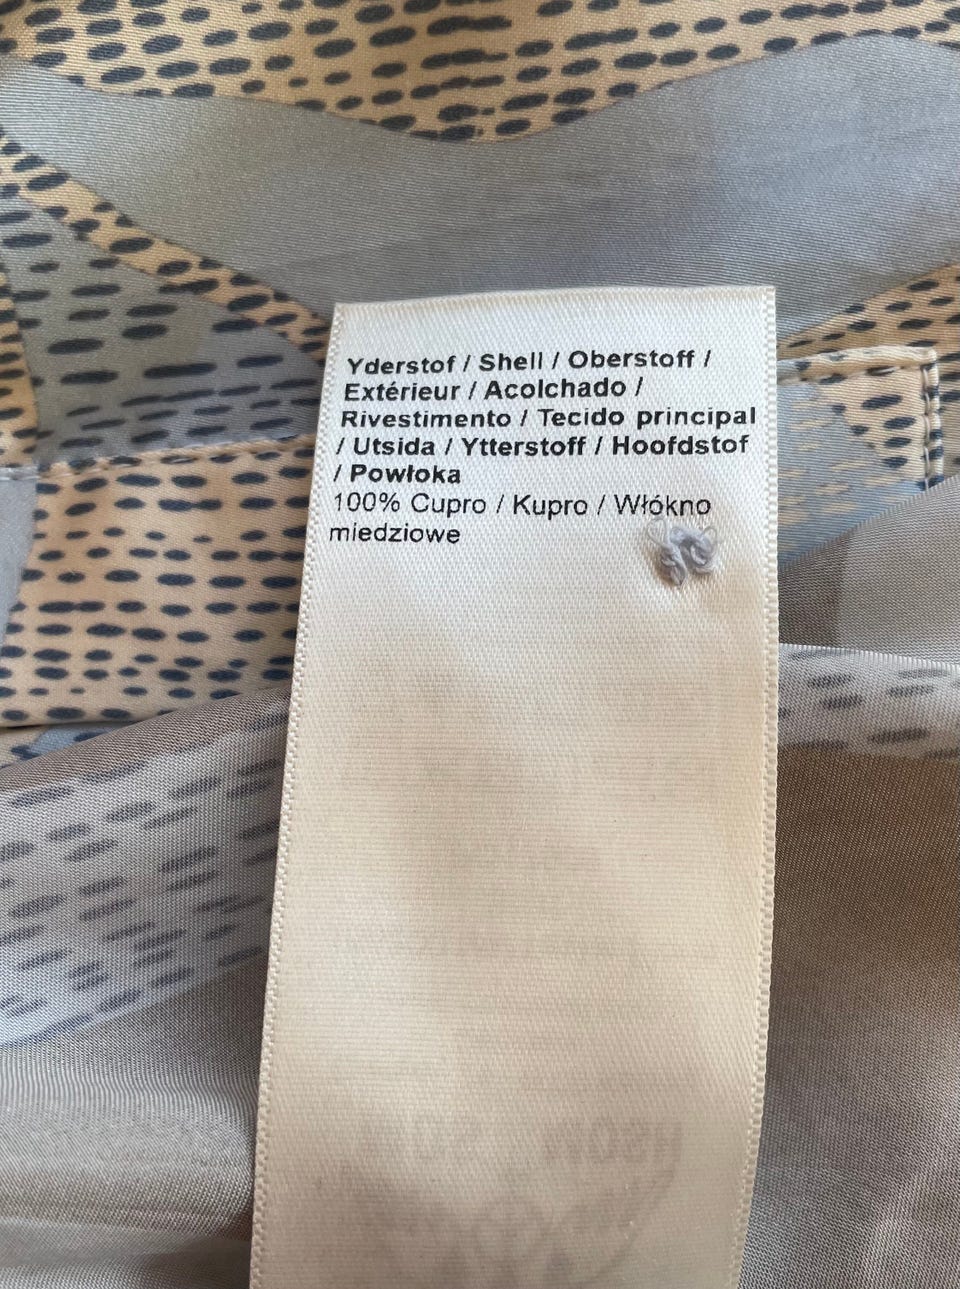 Yderstof / Shell / Oberstoff /
Extérieur / Acolchado /
Rivestimento / Tecido principal
/ Utsida / Ytterstoff / Hoofdstof
/ Powłoka
100% Cupro / Kupro / Włókno
miedziowe